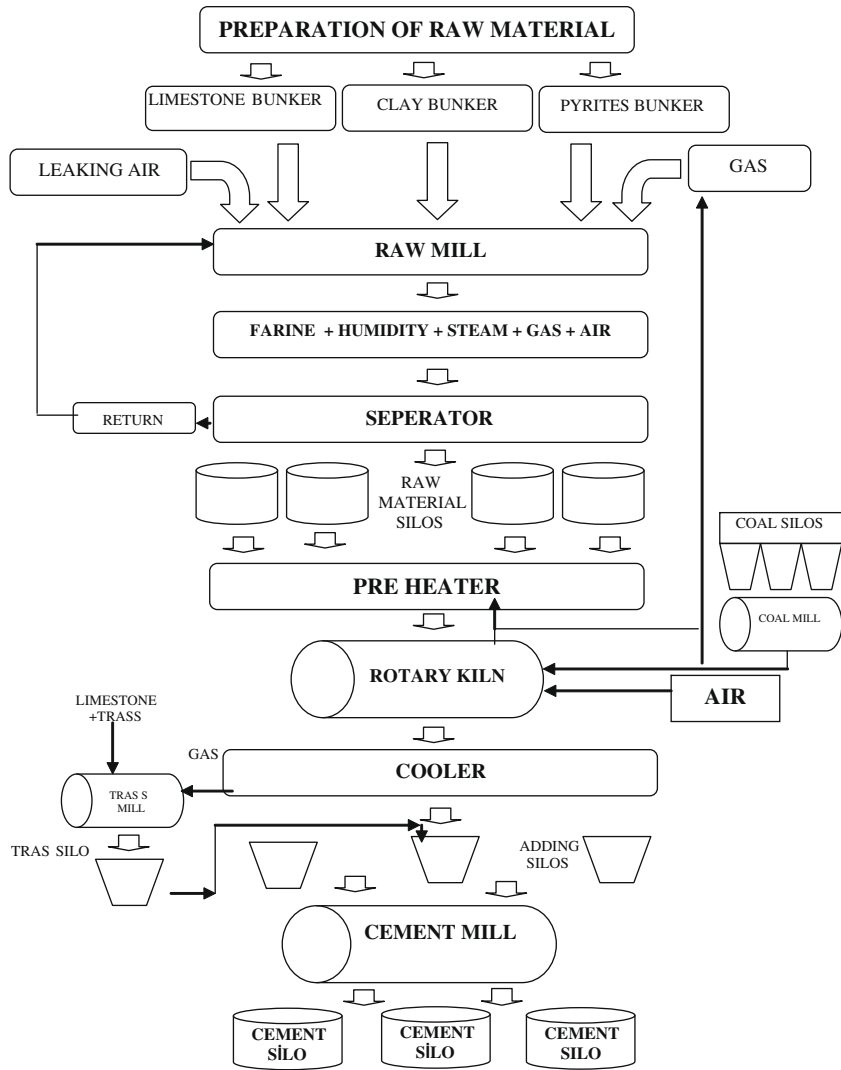 PREPARATION OF RAW MATERIAL
LIMESTONE BUNKER
CLAY BUNKER
PYRITES BUNKER
LEAKING AIR
GAS
RAW MILL
FARINE + HUMIDITY + STEAM + GAS + AIR
RETURN
SEPERATOR
RAW
MATERIAL
SILOS
COAL SILOS
PRE HEATER
COAL MILL
ROTARY KILN
AIR
LIMESTONE
+TRASS
GAS
COOLER
TRAS S
MILL
TRAS SILO
ADDING
SILOS
CEMENT MILL
CEMENT
SİLO
CEMENT
SİLO
CEMENT
SILO